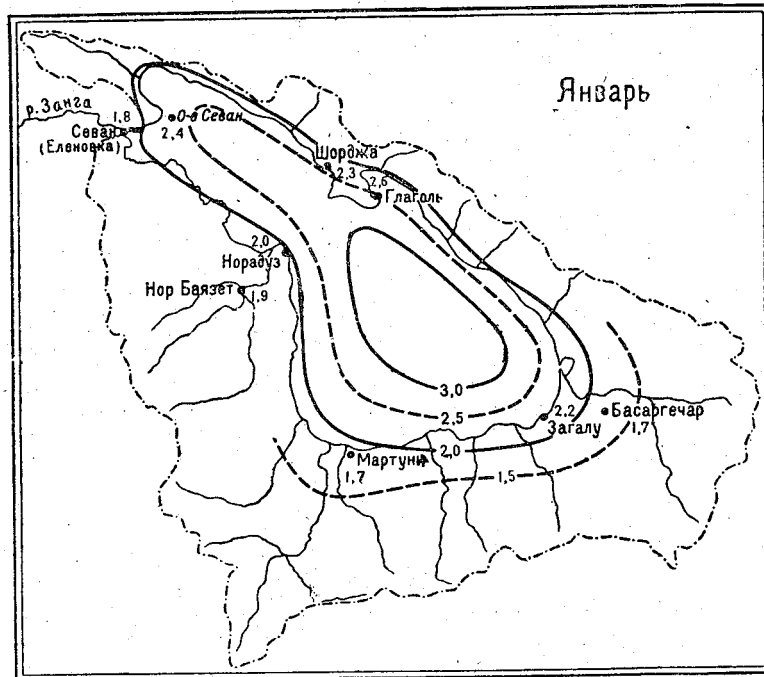 Январь
р. Занга
1,8
Севан
(Еленовка)
О-в Севан
2,4
Шорджа
2,3
2,6
Глаголь
2,0
Норадуз
Нор Баязет
1,9
3,0
2,5
2,0
1,5
2,2
Загалу
Басаргечар
1,7
Мартуни
1,7